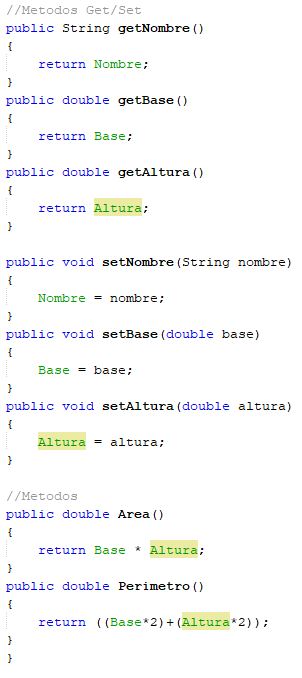 //Metodos Get/Set
public String getNombre()
{
return Nombre;
}
public double getBase()
{
return Base;
}
public double getAltura()
{
return Altura;
}
public void setNombre(String nombre)
{
Nombre = nombre;
}
public void setBase(double base)
{
Base = base;
}
public void setAltura(double altura)
{
Altura = altura;
}
//Metodos
public double Area()
{
return Base * Altura;
}
public double Perimetro()
{
return ((Base*2)+(Altura*2));
}
}